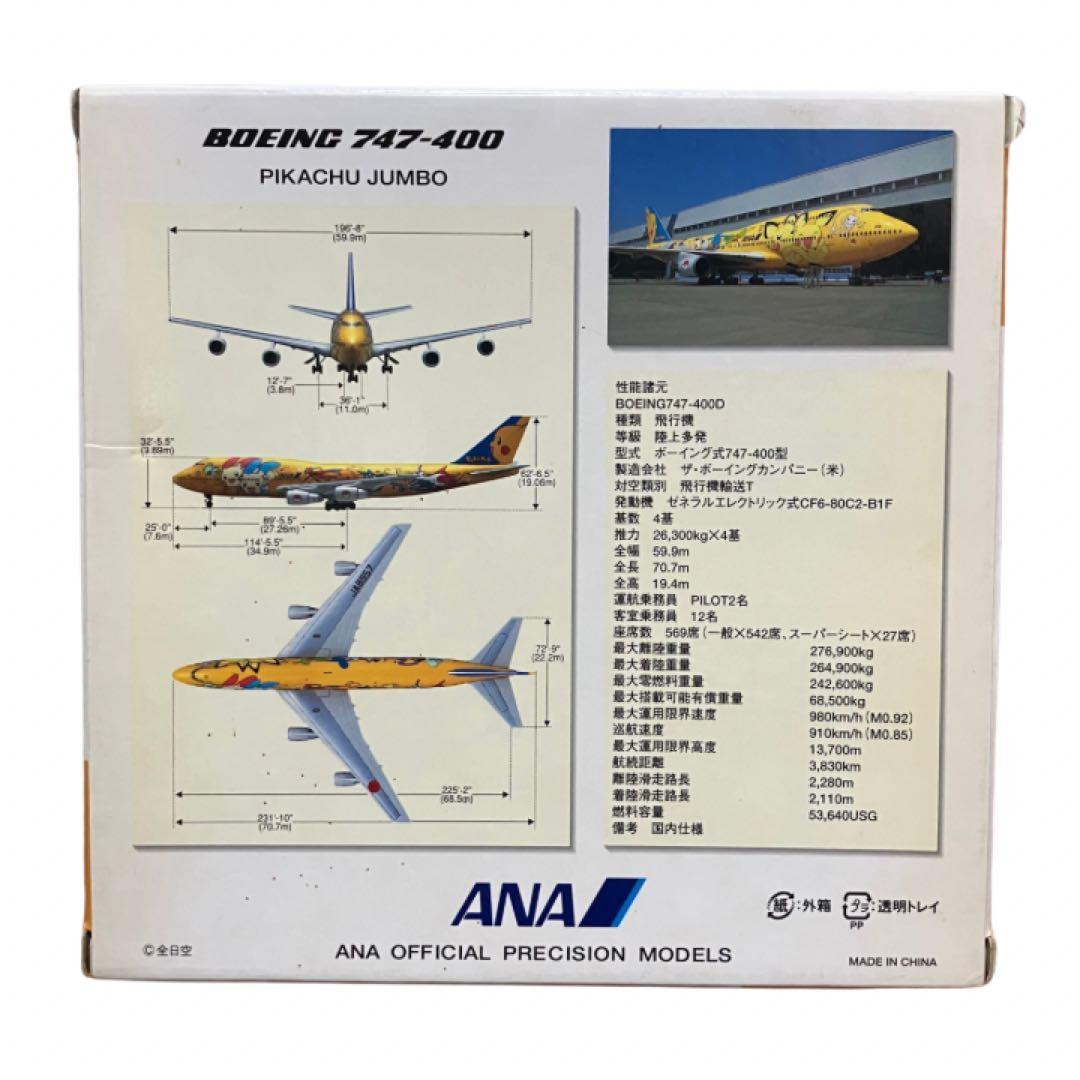 BOEING 747-400
PIKACHU JUMBO
196'-8"
(59.9m)
12'-7"
(3.8m)
36'-1"
(11.0m)
32'-5.5"
(9.89m)
62'-6.5"
(19.06m)
25'-0"
(7.6m)
89'-5.5"
(27.26m)
114'-5.5"
(34.9m)
JA8957
72'-9"
(22.2m)
225'-2"
(68.5m)
231'-10"
(70.7m)
性能諸元
BOEING747-400D
種類 飛行機
等級 陸上多発
型式 ボーイング式747-400型
製造会社 ザ・ボーイングカンパニー(米)
対空類別 飛行機輸送T
発動機 ゼネラルエレクトリック式CF6-80C2-B1F
基数 4基
推力 26,300kg×4基
全幅 59.9m
全長 70.7m
全高 19.4m
運航乗務員 PILOT2名
客室乗務員 12名
座席数 569席(一般×542席、スーパーシート×27席)
最大離陸重量 276,900kg
最大着陸重量 264,900kg
最大零燃料重量 242,600kg
最大搭載可能有償重量 68,500kg
最大運用限界速度 980km/h(M0.92)
巡航速度 910km/h(M0.85)
最大運用限界高度 13,700m
航続距離 3,830km
離陸滑走路長 2,280m
着陸滑走路長 2,110m
燃料容量 53,640USG
備考 国内仕様
ANA
紙:外箱 プラ:透明トレイ
PP
©全日空
ANA OFFICIAL PRECISION MODELS
MADE IN CHINA